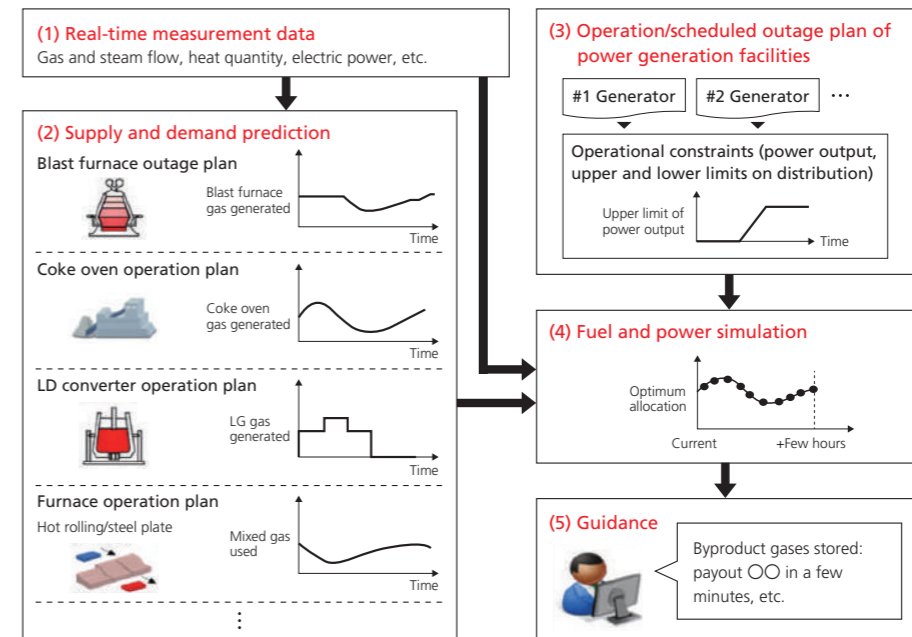 (1) Real-time measurement data
Gas and steam flow, heat quantity, electric power, etc.
(2) Supply and demand prediction
Blast furnace outage plan
Blast furnace
gas generated
Time
Coke oven operation plan
Coke oven
gas generated
Time
LD converter operation plan
LG gas
generated
Time
Furnace operation plan
Hot rolling/steel plate
Mixed gas
used
Time
⋮
(3) Operation/scheduled outage plan of
power generation facilities
#1 Generator
#2 Generator
⋯
Operational constraints (power output,
upper and lower limits on distribution)
Upper limit of
power output
Time
(4) Fuel and power simulation
Optimum
allocation
Current
+Few hours
(5) Guidance
Byproduct gases stored:
payout ○○ in a few
minutes, etc.